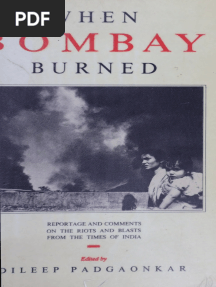 PDF
WHEN
BOMBAY
BURNED
REPORTAGE AND COMMENTS
ON THE RIOTS AND BLASTS
FROM THE TIMES OF INDIA
Edited by
DILEEP PADGAONKAR